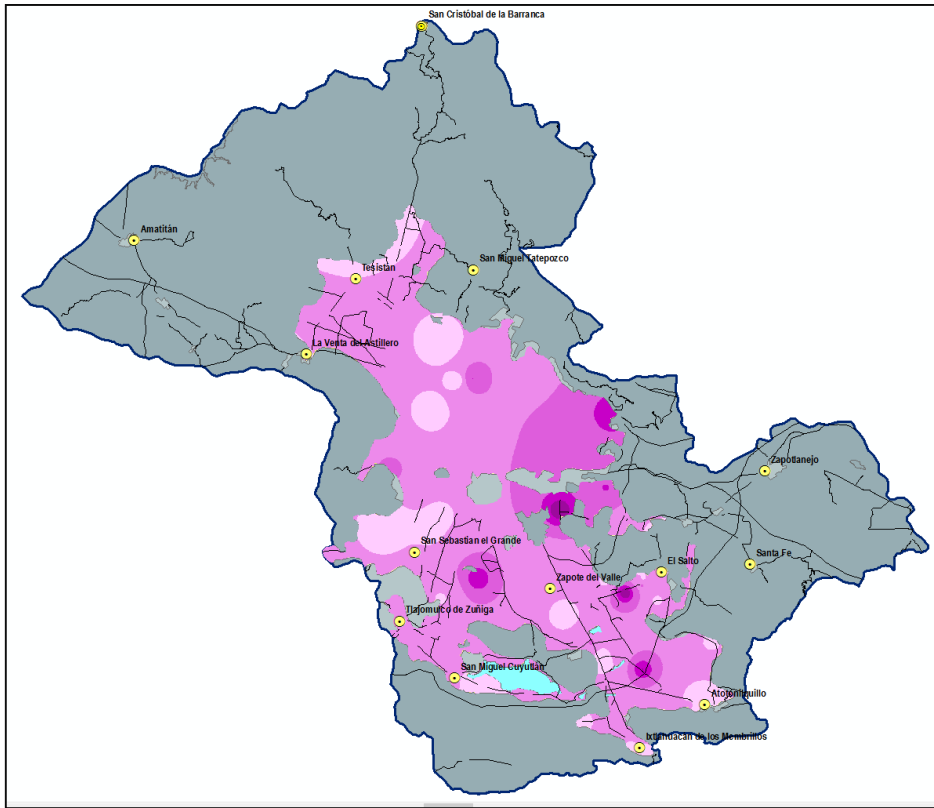 San Cristóbal de la Barranca
Amatitán
San Miguel Tatepozco
Tesistán
La Venta del Astillero
Zapotlanejo
San Sebastián el Grande
El Salto
Santa Fe
Zapote del Valle
Tlajomulco de Zuñiga
San Miguel Cuyutlán
Atotonilquillo
Ixtlahuacán de los Membrillos